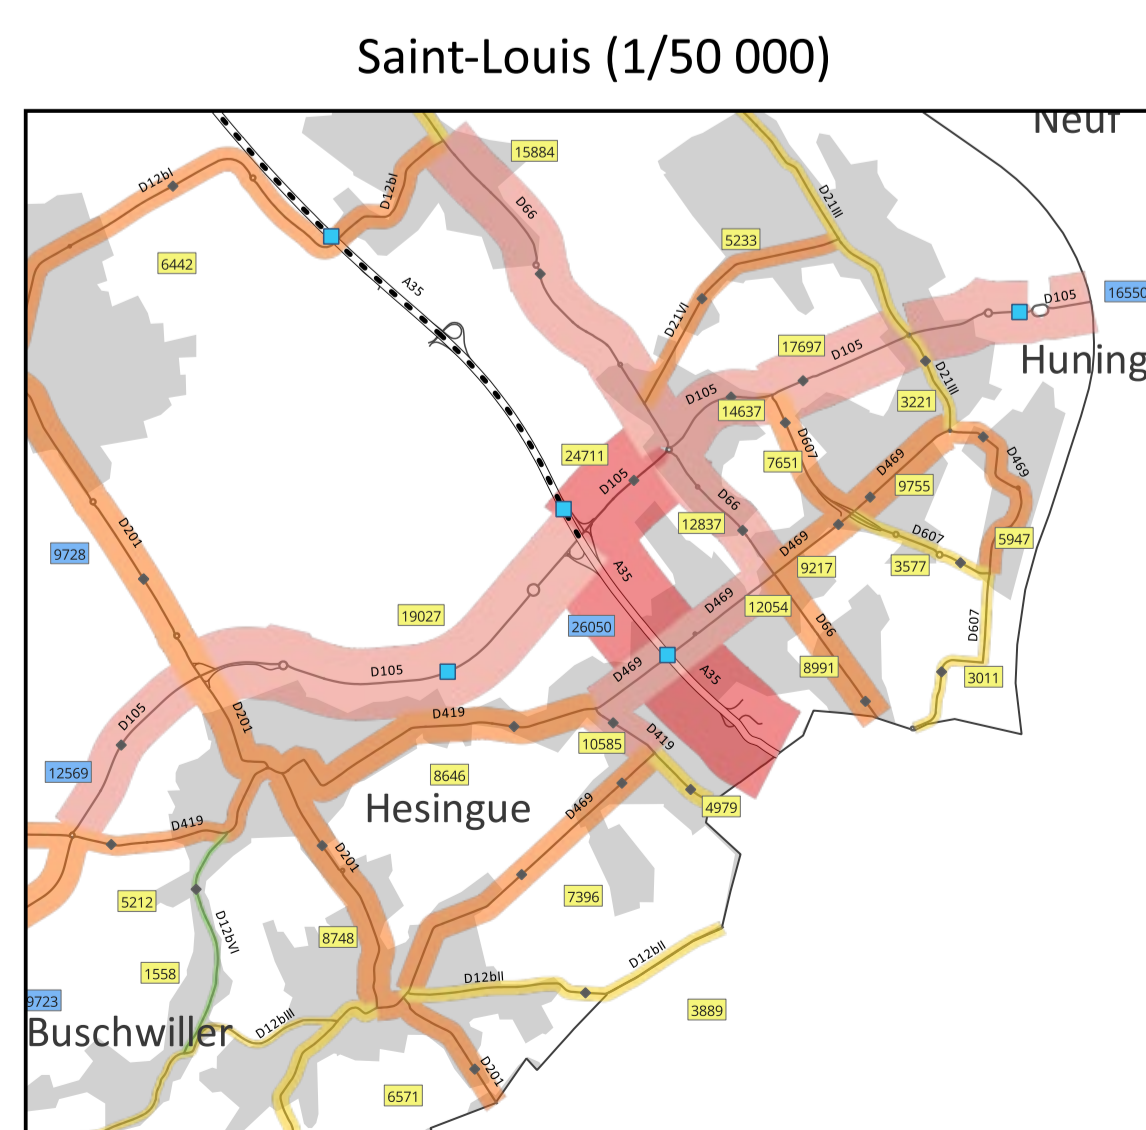 Saint-Louis (1/50 000)
Neuf
15884
D12bI
D12bI
D66
D21III
5233
6442
A35
16550
D105
D21VI
17697
D105
Huning
D21III
D105
14637
3221
24711
D607
7651
D469
D469
D105
9755
D66
12837
D201
9728
D607
5947
D469
3577
9217
A35
D469
12054
19027
26050
D66
D607
D105
D469
A35
8991
3011
D105
D201
D419
D419
10585
12569
8646
Hesingue
4979
D469
D419
D201
5212
7396
D12bVI
8748
1558
D12bII
D12bII
9723
3889
Buschwiller
D12bIII
D201
6571